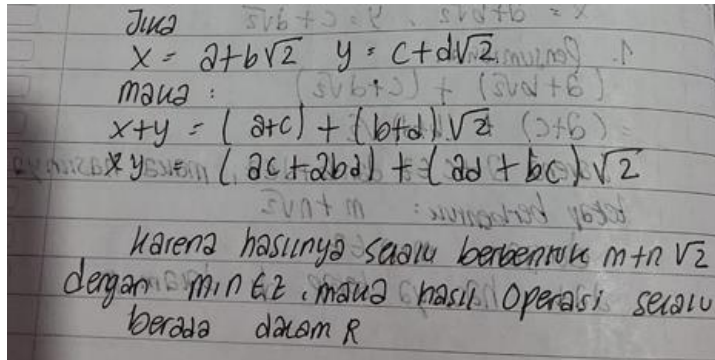 Jika
x = a+b√2 y = c+d√2
maka :
x+y = (a+c) + (b+d)√2
xy = (ac+2bd) + (ad+bc)√2
Karena hasilnya selalu berbentuk m+n√2
dengan m,n ∈ Z, maka hasil operasi selalu
berada dalam R